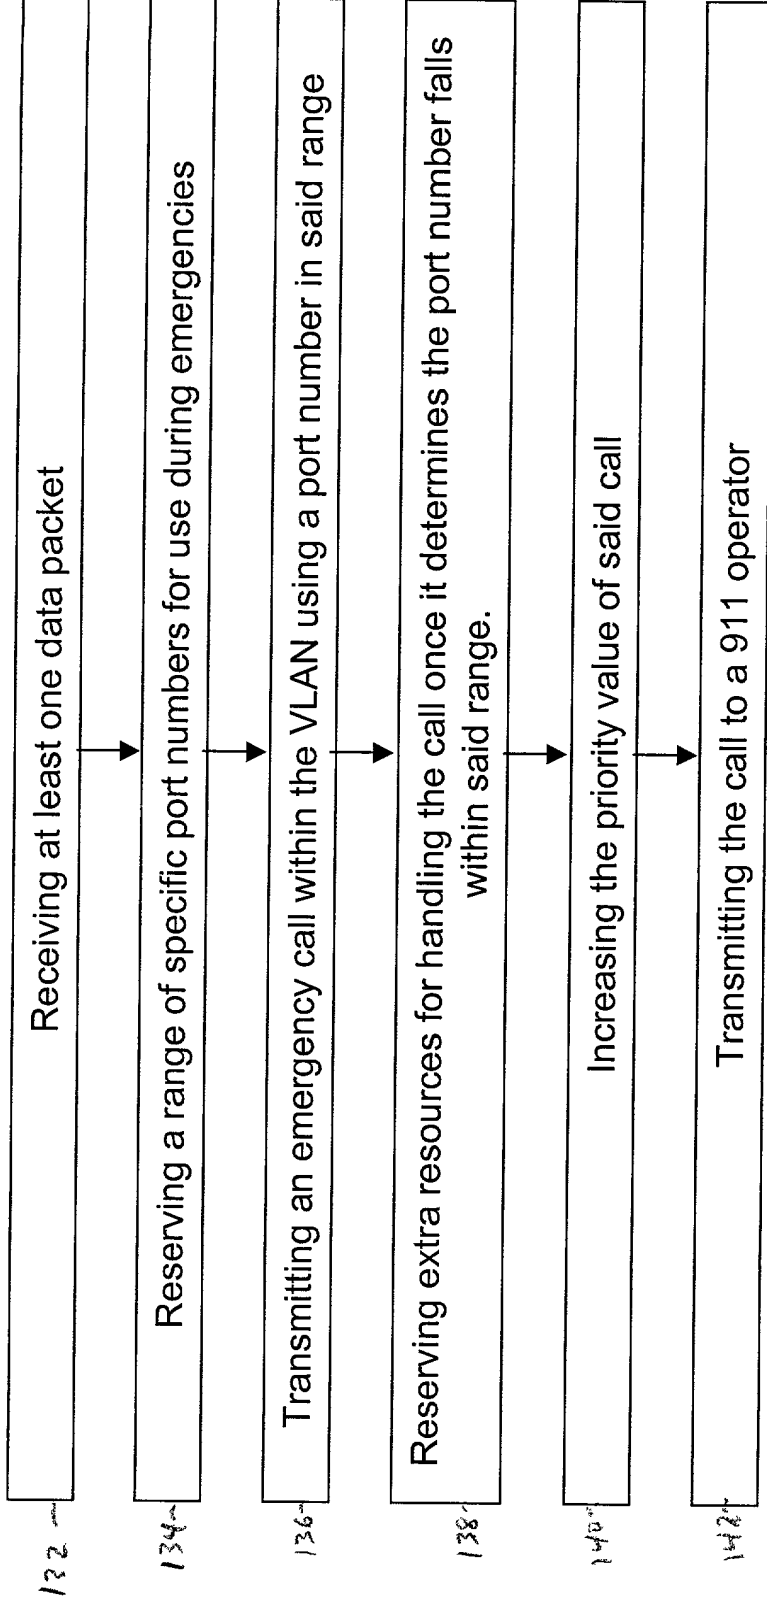 132
Receiving at least one data packet
134
Reserving a range of specific port numbers for use during emergencies
136
Transmitting an emergency call within the VLAN using a port number in said range
138
Reserving extra resources for handling the call once it determines the port number falls
within said range.
140
Increasing the priority value of said call
142
Transmitting the call to a 911 operator